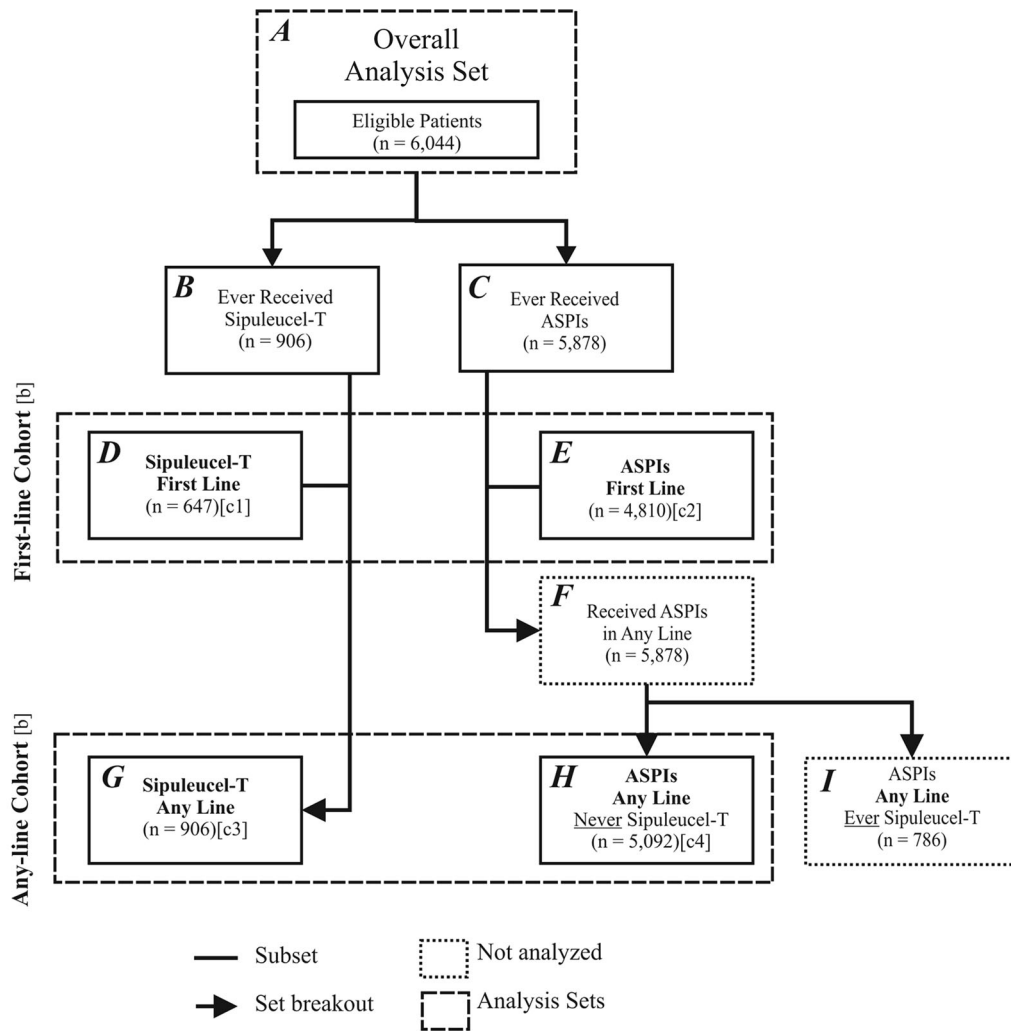 A
Overall
Analysis Set
Eligible Patients
(n = 6,044)
B
Ever Received
Sipuleucel-T
(n = 906)
C
Ever Received
ASPIs
(n = 5,878)
First-line Cohort [b]
D
Sipuleucel-T
First Line
(n = 647)[c1]
E
ASPIs
First Line
(n = 4,810)[c2]
F
Received ASPIs
in Any Line
(n = 5,878)
Any-line Cohort [b]
G
Sipuleucel-T
Any Line
(n = 906)[c3]
H
ASPIs
Any Line
Never Sipuleucel-T
(n = 5,092)[c4]
I
ASPIs
Any Line
Ever Sipuleucel-T
(n = 786)
Subset
Not analyzed
Set breakout
Analysis Sets